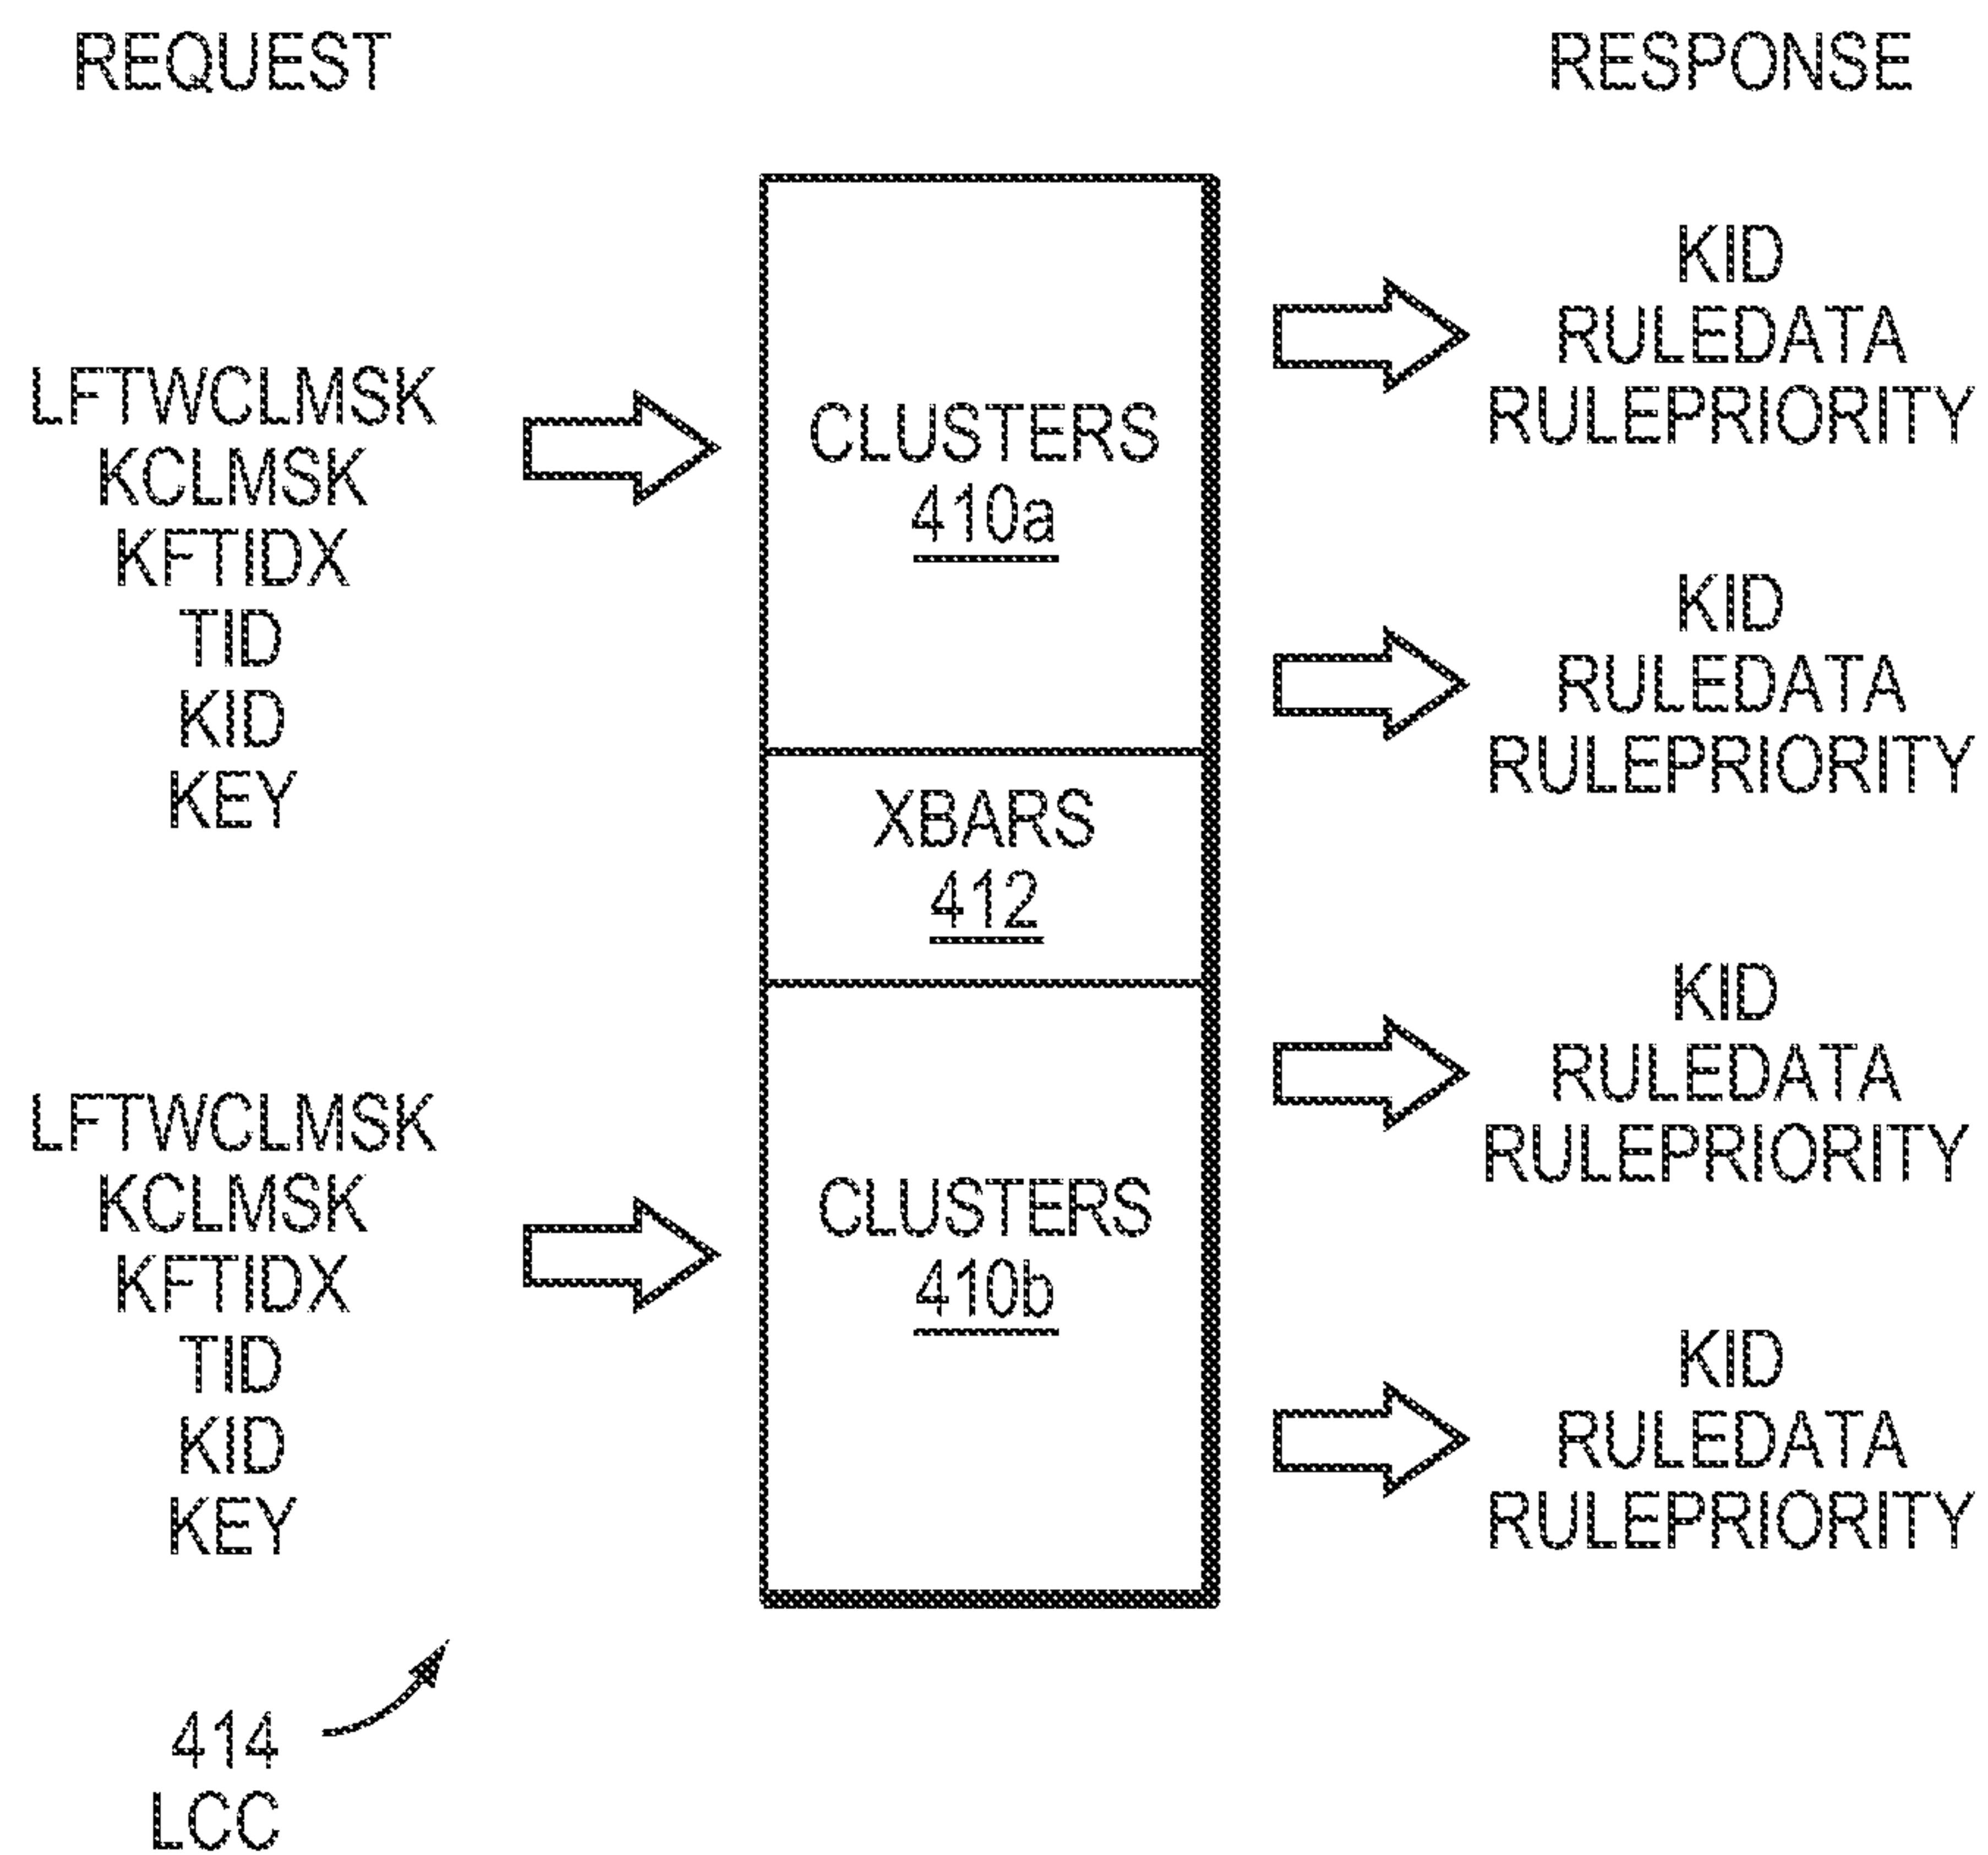 REQUEST
RESPONSE
LFTWCLMSK
KCLMSK
KFTIDX
TID
KID
KEY
LFTWCLMSK
KCLMSK
KFTIDX
TID
KID
KEY
414
LCC
CLUSTERS
410a
XBARS
412
CLUSTERS
410b
KID
RULEDATA
RULEPRIORITY
KID
RULEDATA
RULEPRIORITY
KID
RULEDATA
RULEPRIORITY
KID
RULEDATA
RULEPRIORITY